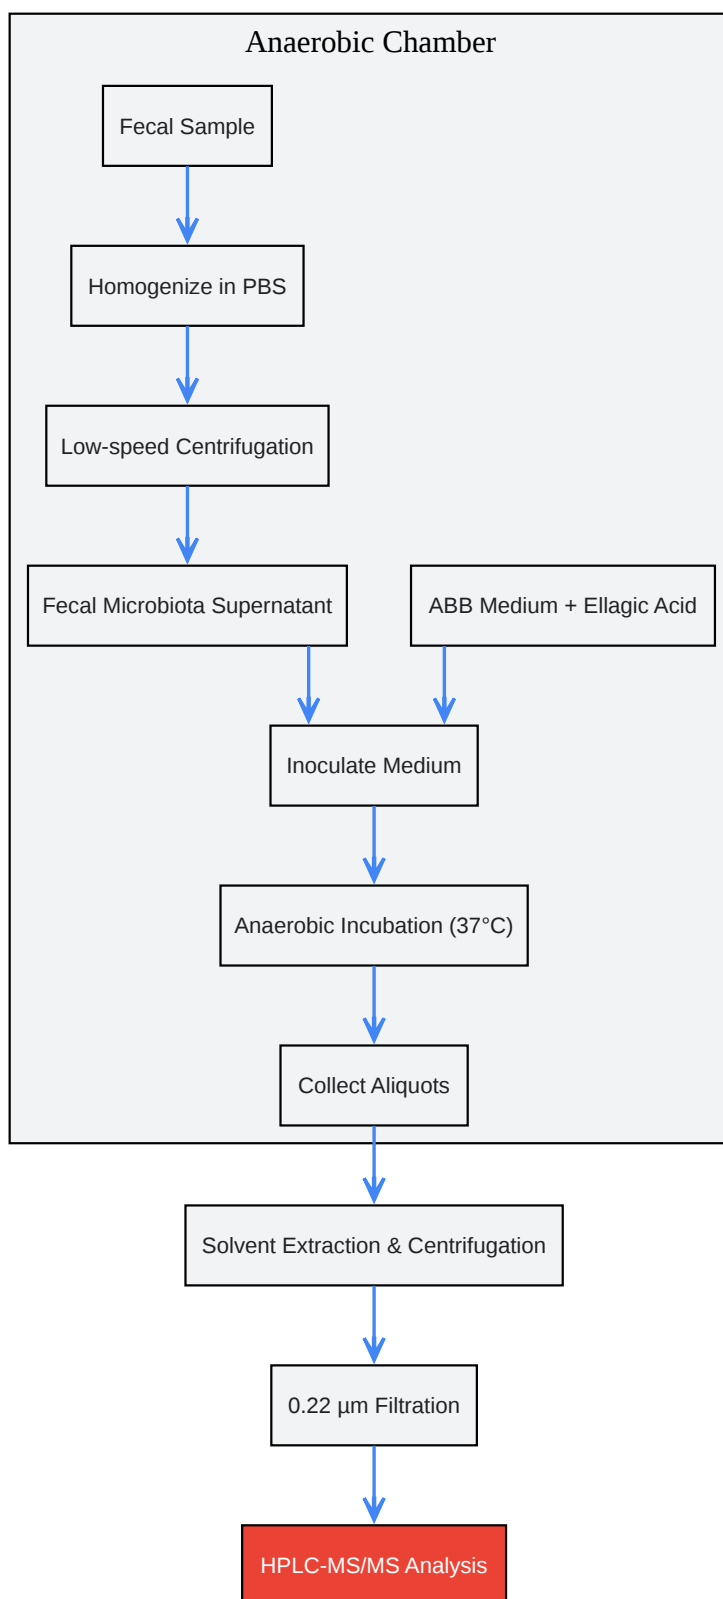 Anaerobic Chamber
Fecal Sample
Homogenize in PBS
Low-speed Centrifugation
Fecal Microbiota Supernatant
ABB Medium + Ellagic Acid
Inoculate Medium
Anaerobic Incubation (37°C)
Collect Aliquots
Solvent Extraction & Centrifugation
0.22 µm Filtration
HPLC-MS/MS Analysis